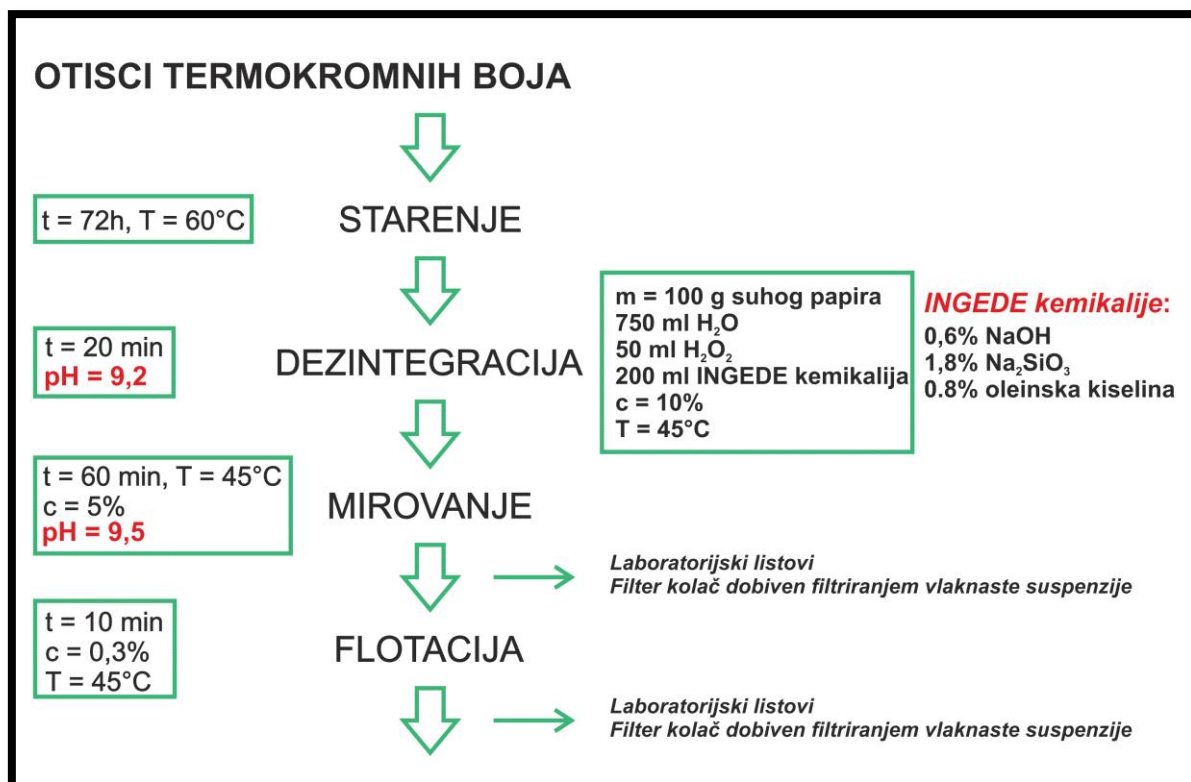 OTISCI TERMOKROMNIH BOJA
t = 72h, T = 60°C
STARENJE
t = 20 min
pH = 9,2
DEZINTEGRACIJA
m = 100 g suhog papira
750 ml H₂O
50 ml H₂O₂
200 ml INGEDE kemikalija
c = 10%
T = 45°C
INGEDE kemikalije:
0,6% NaOH
1,8% Na₂SiO₃
0.8% oleinska kiselina
t = 60 min, T = 45°C
c = 5%
pH = 9,5
MIROVANJE
Laboratorijski listovi
Filter kolač dobiven filtriranjem vlaknaste suspenzije
t = 10 min
c = 0,3%
T = 45°C
FLOTACIJA
Laboratorijski listovi
Filter kolač dobiven filtriranjem vlaknaste suspenzije